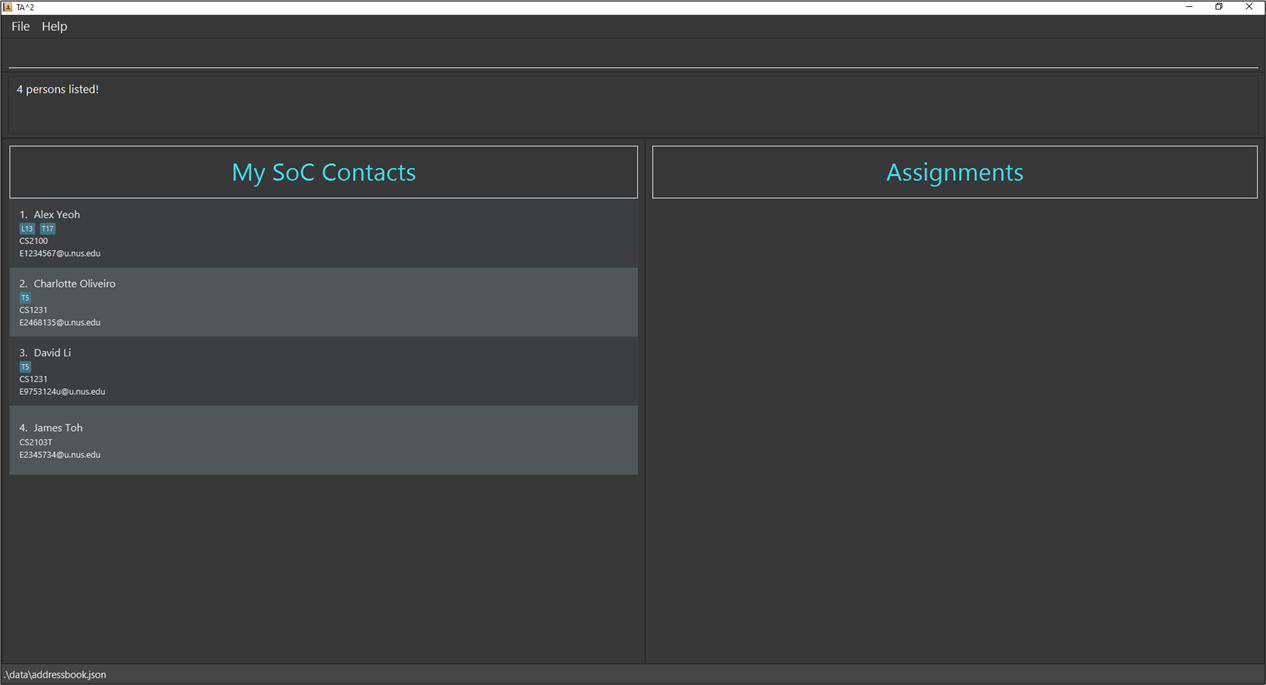 TA^2
File Help
4 persons listed!
My SoC Contacts
1. Alex Yeoh
L13 T17
CS2100
E1234567@u.nus.edu
2. Charlotte Oliveiro
T5
CS1231
E2468135@u.nus.edu
3. David Li
T5
CS1231
E9753124u@u.nus.edu
4. James Toh
CS2103T
E2345734@u.nus.edu
Assignments
.\data\addressbook.json